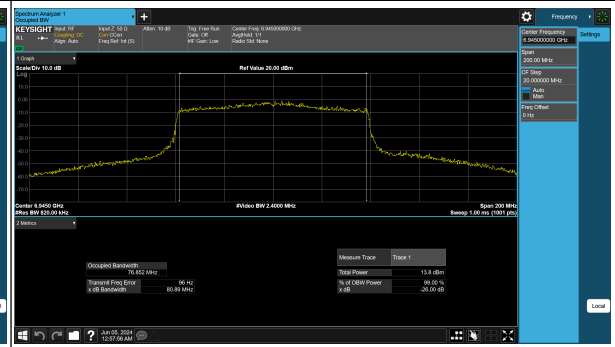 Spectrum Analyzer 1
Occupied BW
+
Frequency
KEYSIGHT Input: RF Input Z: 50 Ω Atten: 10 dB Trig: Free Run Center Freq: 6.945000000 GHz
RL Coupling: DC Corr CCorr Gate: Off Avg|Hold: 1/1
Align: Auto Freq Ref: Int (S) #IF Gain: Low Radio Std: None
Center Frequency
6.945000000 GHz
Settings
Span
200.00 MHz
CF Step
20.000000 MHz
Auto
Man
Freq Offset
0 Hz
1 Graph
Scale/Div 10.0 dB Ref Value 20.00 dBm
Log
10.0
0.00
-10.0
-20.0
-30.0
-40.0
-50.0
-60.0
-70.0
Center 6.9450 GHz #Video BW 2.4000 MHz Span 200 MHz
#Res BW 820.00 kHz Sweep 1.00 ms (1001 pts)
2 Metrics
Measure Trace Trace 1
Occupied Bandwidth
76.852 MHz
Total Power 13.8 dBm
Transmit Freq Error 96 Hz % of OBW Power 99.00 %
x dB Bandwidth 80.89 MHz x dB -26.00 dB
Local
? Jun 05, 2024
12:57:56 AM